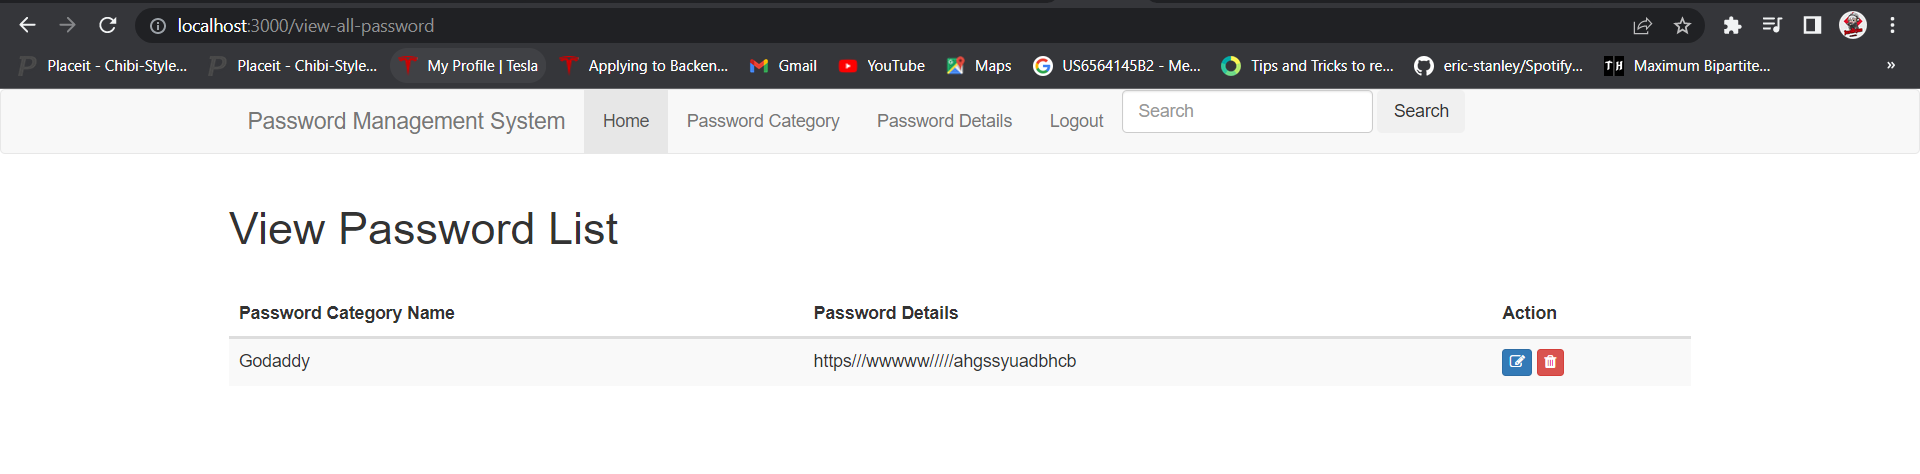 localhost:3000/view-all-password
Placeit - Chibi-Style... Placeit - Chibi-Style... My Profile | Tesla Applying to Backen... Gmail YouTube Maps US6564145B2 - Me... Tips and Tricks to re... eric-stanley/Spotify... TH Maximum Bipartite... »
Password Management System Home Password Category Password Details Logout Search Search
View Password List
Password Category Name Password Details Action
Godaddy https///wwwww/////ahgssyuadbhcb